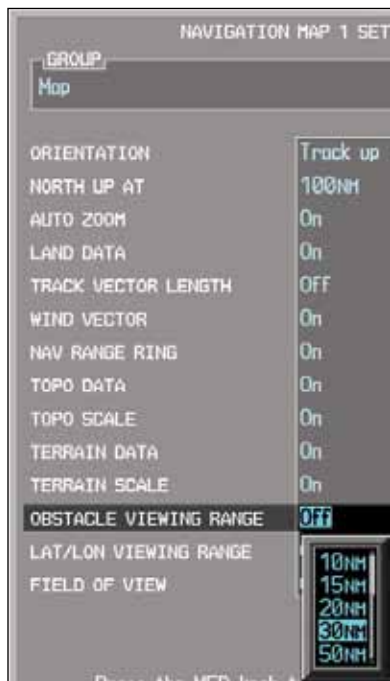 NAVIGATION MAP 1 SET
GROUP
Map
ORIENTATION Track up
NORTH UP AT 100NM
AUTO ZOOM On
LAND DATA On
TRACK VECTOR LENGTH Off
WIND VECTOR On
NAV RANGE RING On
TOPO DATA On
TOPO SCALE On
TERRAIN DATA On
TERRAIN SCALE On
OBSTACLE VIEWING RANGE Off
LAT/LON VIEWING RANGE
FIELD OF VIEW
10NM
15NM
20NM
30NM
50NM